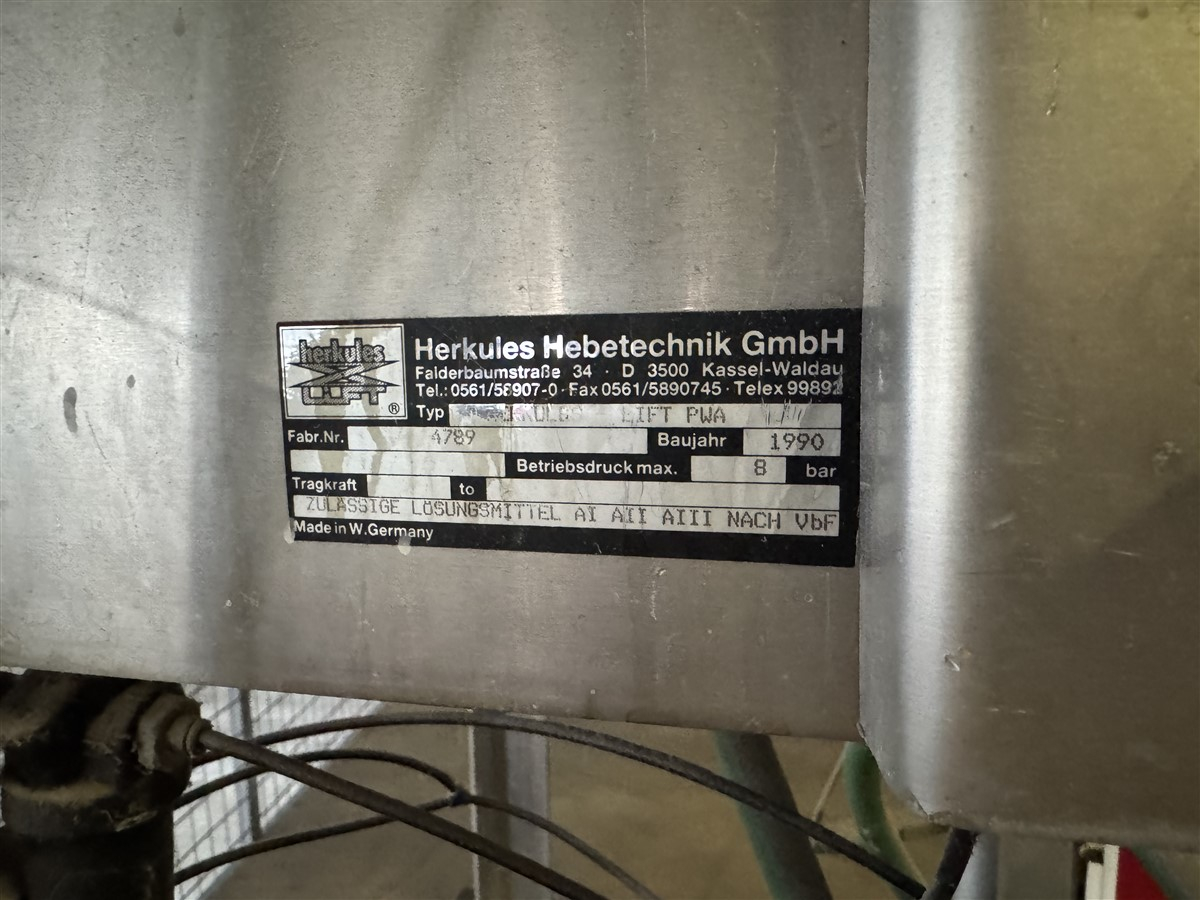 herkules
LIFT
®
Herkules Hebetechnik GmbH
Falderbaumstraße 34 · D 3500 Kassel-Waldau
Tel.: 0561/58907-0 · Fax 0561/5890745 · Telex 99892
Typ LIFT PWA
Fabr.Nr. 4789 Baujahr 1990
Betriebsdruck max. 8 bar
Tragkraft to
ZULÄSSIGE LÖSUNGSMITTEL AI AII AIII NACH VbF
Made in W.Germany